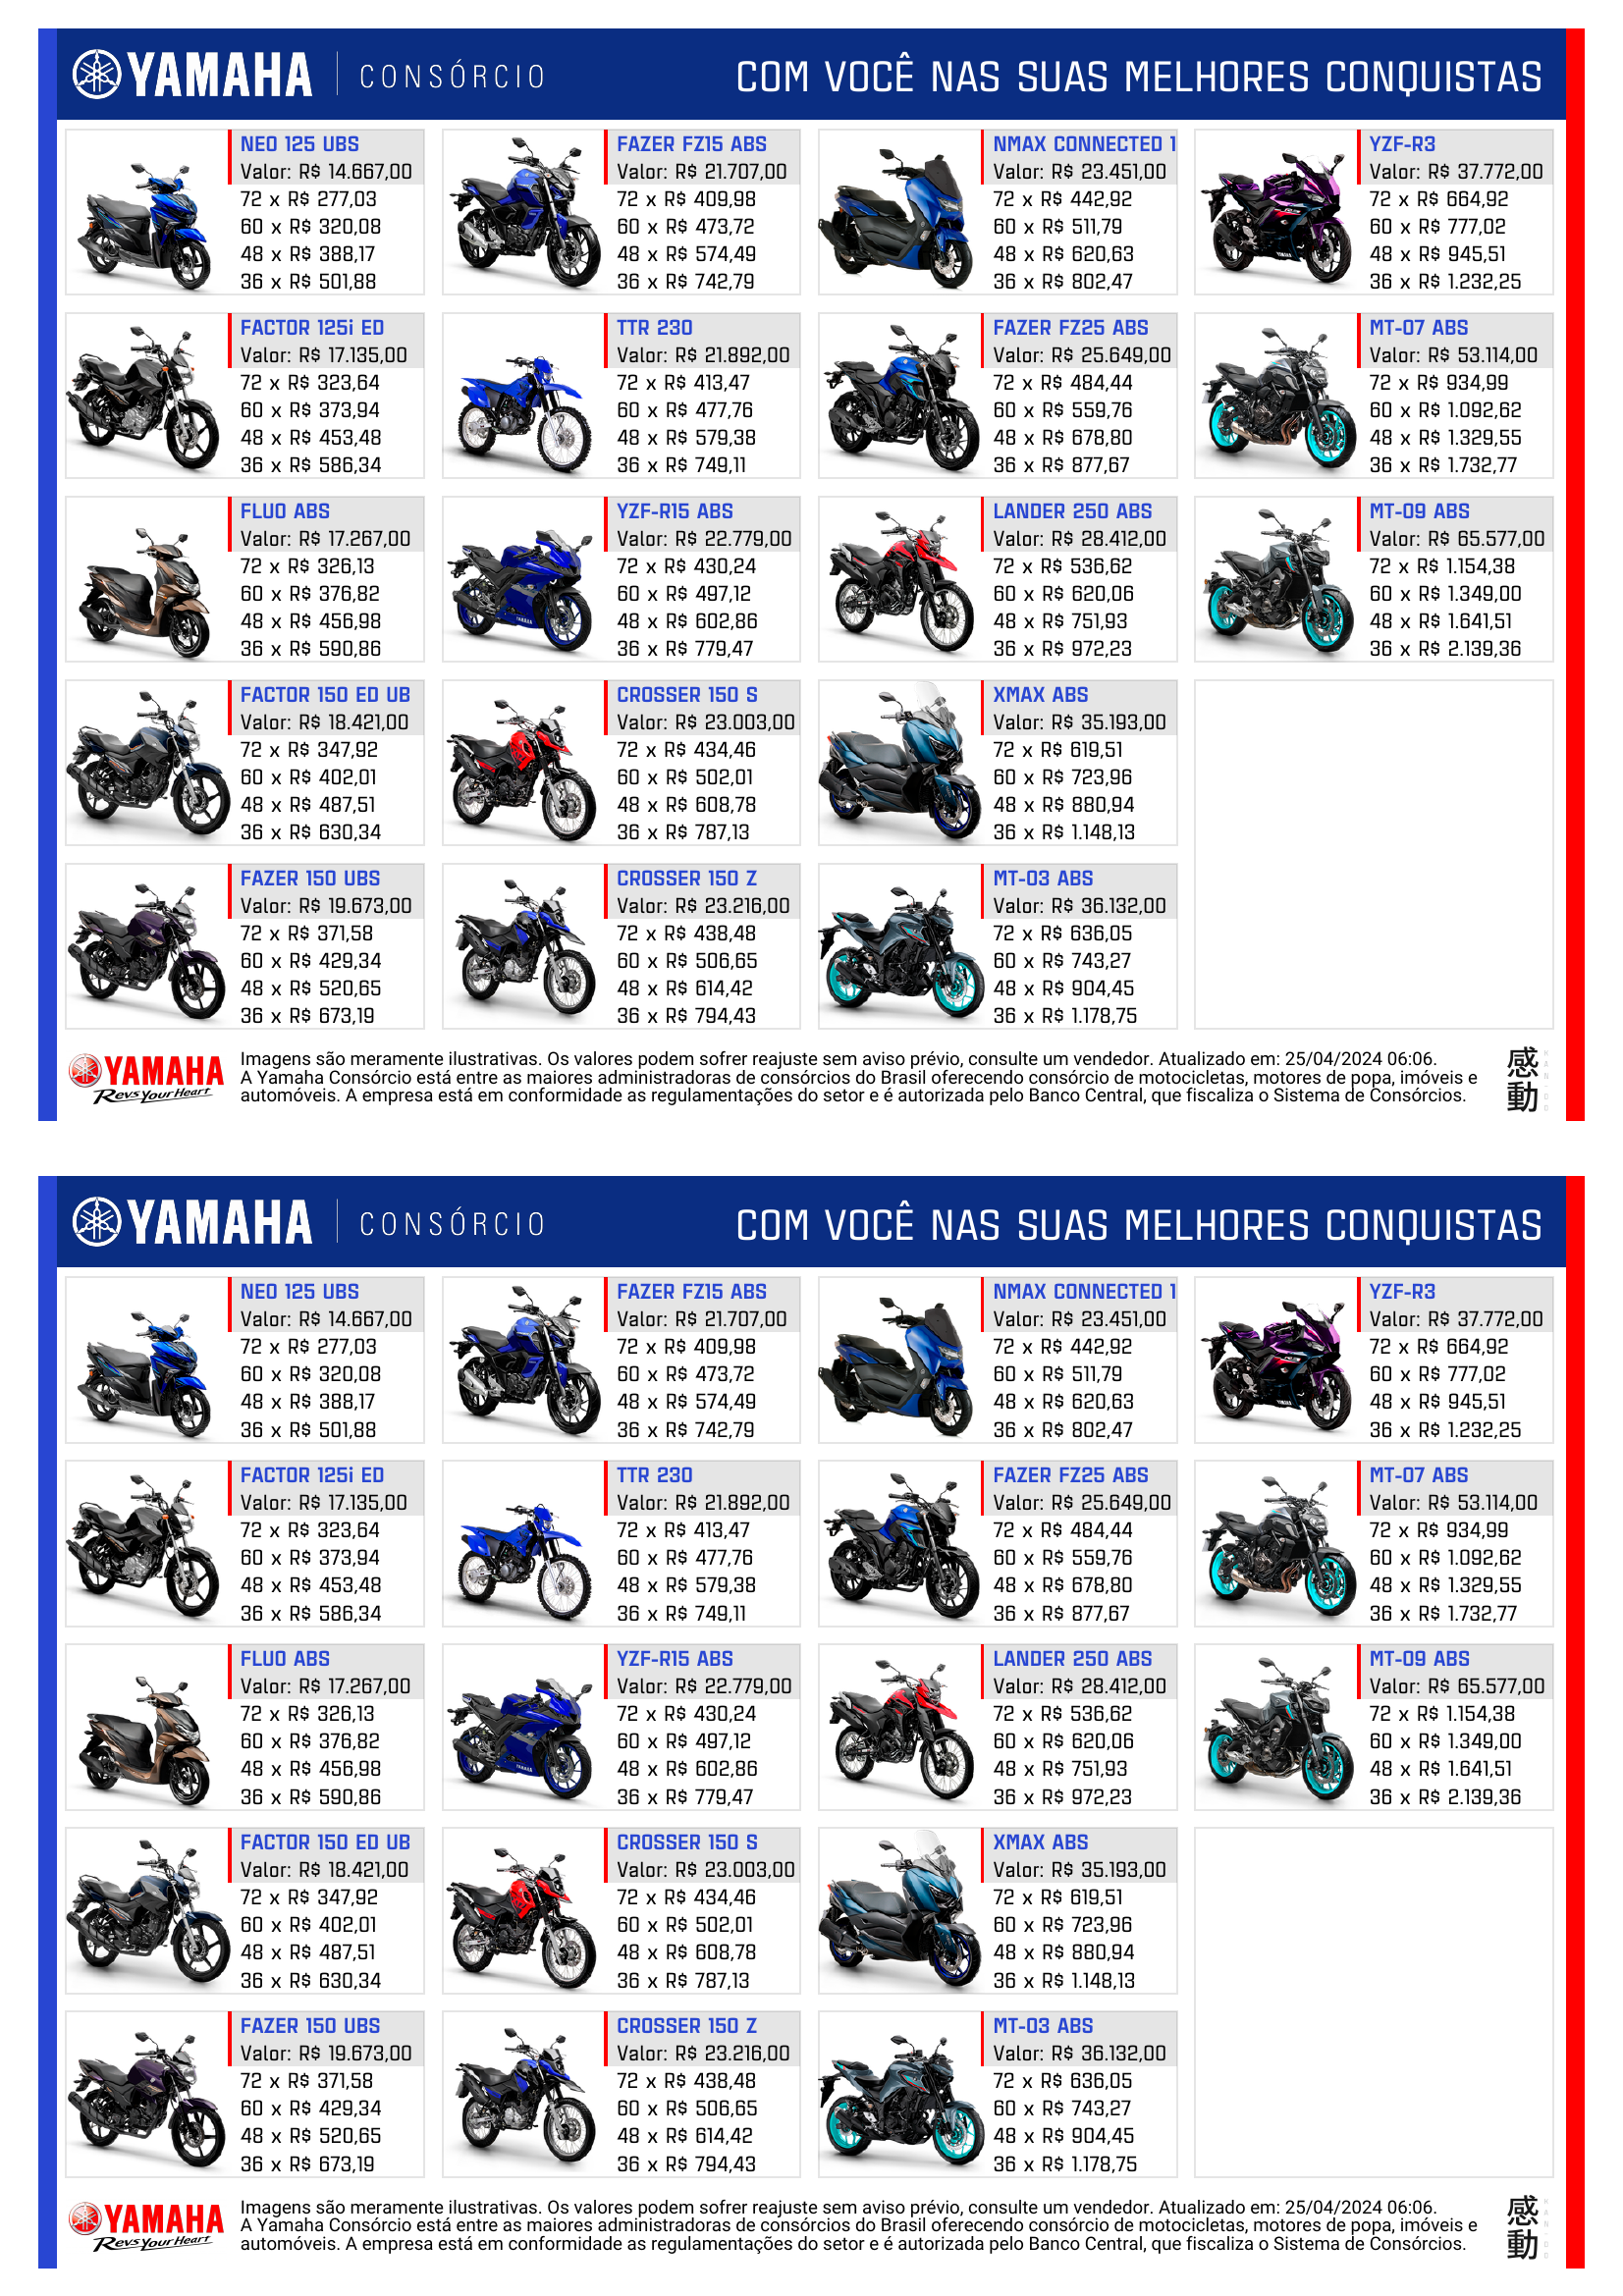 YAMAHA CONSÓRCIO COM VOCÊ NAS SUAS MELHORES CONQUISTAS
NEO 125 UBS
Valor: R$ 14.667,00
72 x R$ 277,03
60 x R$ 320,08
48 x R$ 388,17
36 x R$ 501,88
FACTOR 125i ED
Valor: R$ 17.135,00
72 x R$ 323,64
60 x R$ 373,94
48 x R$ 453,48
36 x R$ 586,34
FLUO ABS
Valor: R$ 17.267,00
72 x R$ 326,13
60 x R$ 376,82
48 x R$ 456,98
36 x R$ 590,86
FACTOR 150 ED UB
Valor: R$ 18.421,00
72 x R$ 347,92
60 x R$ 402,01
48 x R$ 487,51
36 x R$ 630,34
FAZER 150 UBS
Valor: R$ 19.673,00
72 x R$ 371,58
60 x R$ 429,34
48 x R$ 520,65
36 x R$ 673,19
FAZER FZ15 ABS
Valor: R$ 21.707,00
72 x R$ 409,98
60 x R$ 473,72
48 x R$ 574,49
36 x R$ 742,79
TTR 230
Valor: R$ 21.892,00
72 x R$ 413,47
60 x R$ 477,76
48 x R$ 579,38
36 x R$ 749,11
YZF-R15 ABS
Valor: R$ 22.779,00
72 x R$ 430,24
60 x R$ 497,12
48 x R$ 602,86
36 x R$ 779,47
CROSSER 150 S
Valor: R$ 23.003,00
72 x R$ 434,46
60 x R$ 502,01
48 x R$ 608,78
36 x R$ 787,13
CROSSER 150 Z
Valor: R$ 23.216,00
72 x R$ 438,48
60 x R$ 506,65
48 x R$ 614,42
36 x R$ 794,43
NMAX CONNECTED 1
Valor: R$ 23.451,00
72 x R$ 442,92
60 x R$ 511,79
48 x R$ 620,63
36 x R$ 802,47
FAZER FZ25 ABS
Valor: R$ 25.649,00
72 x R$ 484,44
60 x R$ 559,76
48 x R$ 678,80
36 x R$ 877,67
LANDER 250 ABS
Valor: R$ 28.412,00
72 x R$ 536,62
60 x R$ 620,06
48 x R$ 751,93
36 x R$ 972,23
XMAX ABS
Valor: R$ 35.193,00
72 x R$ 619,51
60 x R$ 723,96
48 x R$ 880,94
36 x R$ 1.148,13
MT-03 ABS
Valor: R$ 36.132,00
72 x R$ 636,05
60 x R$ 743,27
48 x R$ 904,45
36 x R$ 1.178,75
YZF-R3
Valor: R$ 37.772,00
72 x R$ 664,92
60 x R$ 777,02
48 x R$ 945,51
36 x R$ 1.232,25
MT-07 ABS
Valor: R$ 53.114,00
72 x R$ 934,99
60 x R$ 1.092,62
48 x R$ 1.329,55
36 x R$ 1.732,77
MT-09 ABS
Valor: R$ 65.577,00
72 x R$ 1.154,38
60 x R$ 1.349,00
48 x R$ 1.641,51
36 x R$ 2.139,36
YAMAHA
Revs Your Heart
Imagens são meramente ilustrativas. Os valores podem sofrer reajuste sem aviso prévio, consulte um vendedor. Atualizado em: 25/04/2024 06:06.
A Yamaha Consórcio está entre as maiores administradoras de consórcios do Brasil oferecendo consórcio de motocicletas, motores de popa, imóveis e
automóveis. A empresa está em conformidade as regulamentações do setor e é autorizada pelo Banco Central, que fiscaliza o Sistema de Consórcios.
感動
YAMAHA CONSÓRCIO COM VOCÊ NAS SUAS MELHORES CONQUISTAS
NEO 125 UBS
Valor: R$ 14.667,00
72 x R$ 277,03
60 x R$ 320,08
48 x R$ 388,17
36 x R$ 501,88
FACTOR 125i ED
Valor: R$ 17.135,00
72 x R$ 323,64
60 x R$ 373,94
48 x R$ 453,48
36 x R$ 586,34
FLUO ABS
Valor: R$ 17.267,00
72 x R$ 326,13
60 x R$ 376,82
48 x R$ 456,98
36 x R$ 590,86
FACTOR 150 ED UB
Valor: R$ 18.421,00
72 x R$ 347,92
60 x R$ 402,01
48 x R$ 487,51
36 x R$ 630,34
FAZER 150 UBS
Valor: R$ 19.673,00
72 x R$ 371,58
60 x R$ 429,34
48 x R$ 520,65
36 x R$ 673,19
FAZER FZ15 ABS
Valor: R$ 21.707,00
72 x R$ 409,98
60 x R$ 473,72
48 x R$ 574,49
36 x R$ 742,79
TTR 230
Valor: R$ 21.892,00
72 x R$ 413,47
60 x R$ 477,76
48 x R$ 579,38
36 x R$ 749,11
YZF-R15 ABS
Valor: R$ 22.779,00
72 x R$ 430,24
60 x R$ 497,12
48 x R$ 602,86
36 x R$ 779,47
CROSSER 150 S
Valor: R$ 23.003,00
72 x R$ 434,46
60 x R$ 502,01
48 x R$ 608,78
36 x R$ 787,13
CROSSER 150 Z
Valor: R$ 23.216,00
72 x R$ 438,48
60 x R$ 506,65
48 x R$ 614,42
36 x R$ 794,43
NMAX CONNECTED 1
Valor: R$ 23.451,00
72 x R$ 442,92
60 x R$ 511,79
48 x R$ 620,63
36 x R$ 802,47
FAZER FZ25 ABS
Valor: R$ 25.649,00
72 x R$ 484,44
60 x R$ 559,76
48 x R$ 678,80
36 x R$ 877,67
LANDER 250 ABS
Valor: R$ 28.412,00
72 x R$ 536,62
60 x R$ 620,06
48 x R$ 751,93
36 x R$ 972,23
XMAX ABS
Valor: R$ 35.193,00
72 x R$ 619,51
60 x R$ 723,96
48 x R$ 880,94
36 x R$ 1.148,13
MT-03 ABS
Valor: R$ 36.132,00
72 x R$ 636,05
60 x R$ 743,27
48 x R$ 904,45
36 x R$ 1.178,75
YZF-R3
Valor: R$ 37.772,00
72 x R$ 664,92
60 x R$ 777,02
48 x R$ 945,51
36 x R$ 1.232,25
MT-07 ABS
Valor: R$ 53.114,00
72 x R$ 934,99
60 x R$ 1.092,62
48 x R$ 1.329,55
36 x R$ 1.732,77
MT-09 ABS
Valor: R$ 65.577,00
72 x R$ 1.154,38
60 x R$ 1.349,00
48 x R$ 1.641,51
36 x R$ 2.139,36
YAMAHA
Revs Your Heart
Imagens são meramente ilustrativas. Os valores podem sofrer reajuste sem aviso prévio, consulte um vendedor. Atualizado em: 25/04/2024 06:06.
A Yamaha Consórcio está entre as maiores administradoras de consórcios do Brasil oferecendo consórcio de motocicletas, motores de popa, imóveis e
automóveis. A empresa está em conformidade as regulamentações do setor e é autorizada pelo Banco Central, que fiscaliza o Sistema de Consórcios.
感動